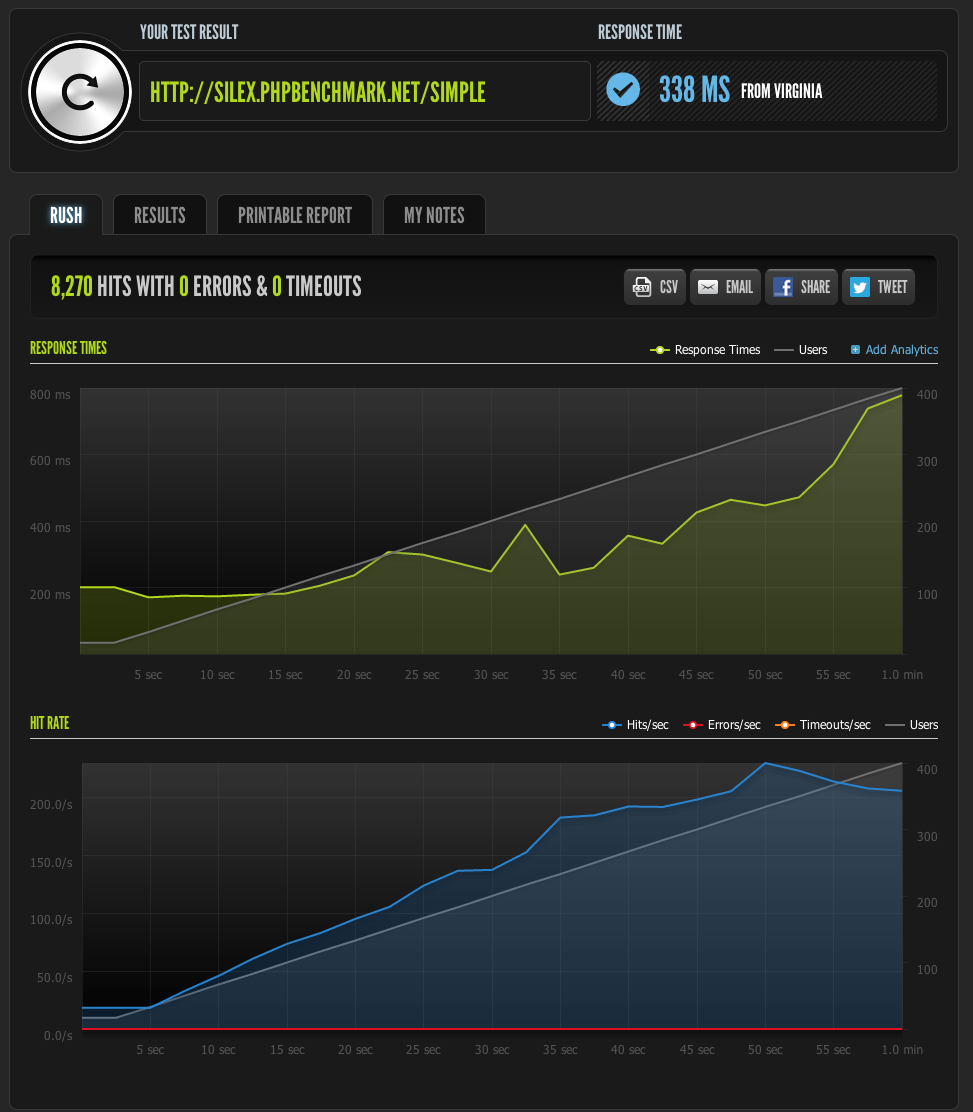 YOUR TEST RESULT
RESPONSE TIME
HTTP://SILEX.PHPBENCHMARK.NET/SIMPLE
338 MS FROM VIRGINIA
RUSH
RESULTS
PRINTABLE REPORT
MY NOTES
8,270 HITS WITH 0 ERRORS & 0 TIMEOUTS
CSV
CSV
EMAIL
SHARE
TWEET
RESPONSE TIMES
Response Times
Users
Add Analytics
800 ms
600 ms
400 ms
200 ms
400
300
200
100
5 sec
10 sec
15 sec
20 sec
25 sec
30 sec
35 sec
40 sec
45 sec
50 sec
55 sec
1.0 min
HIT RATE
Hits/sec
Errors/sec
Timeouts/sec
Users
200.0/s
150.0/s
100.0/s
50.0/s
0.0/s
400
300
200
100
5 sec
10 sec
15 sec
20 sec
25 sec
30 sec
35 sec
40 sec
45 sec
50 sec
55 sec
1.0 min